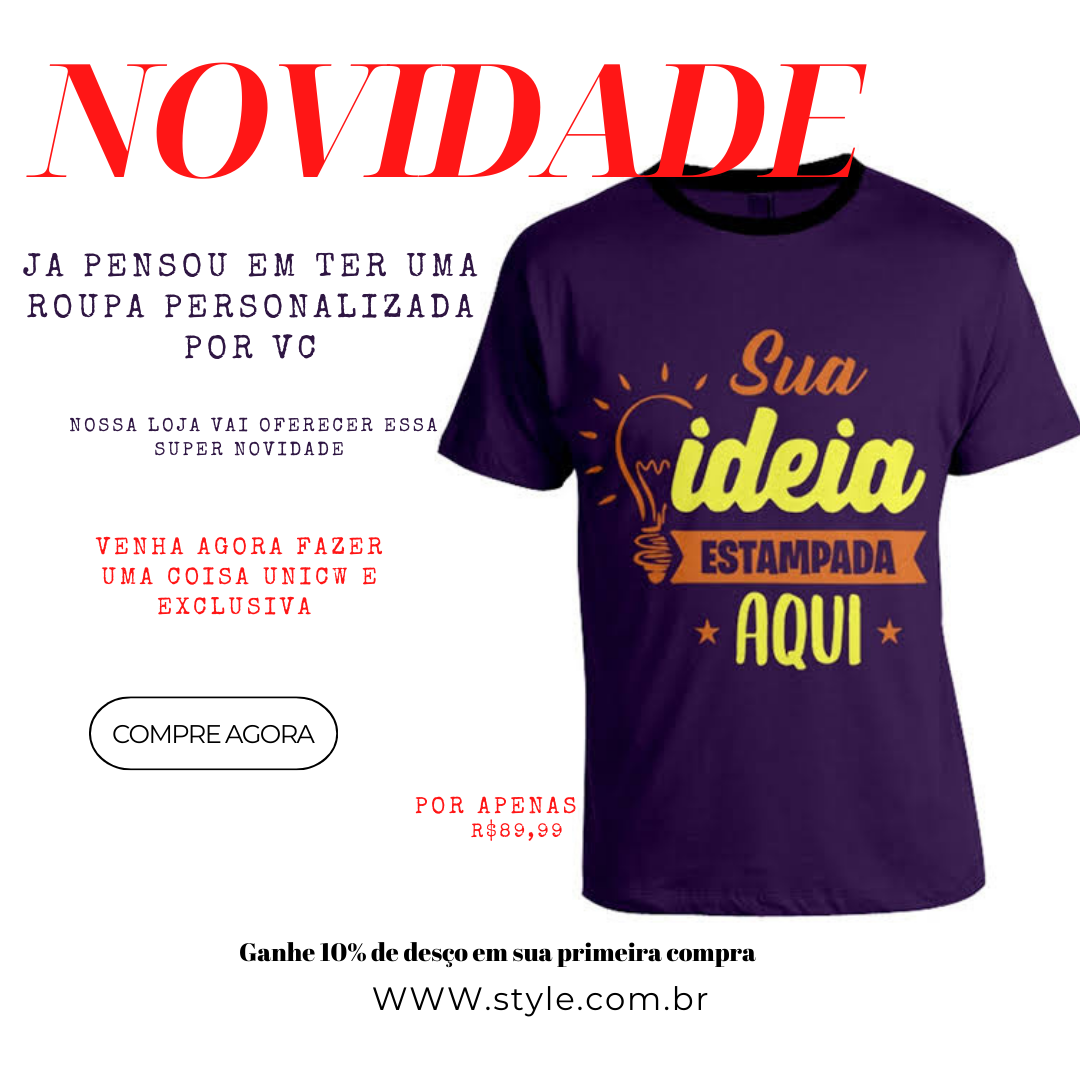 NOVIDADE
JA PENSOU EM TER UMA
ROUPA PERSONALIZADA
POR VC
NOSSA LOJA VAI OFERECER ESSA
SUPER NOVIDADE
VENHA AGORA FAZER
UMA COISA UNICW E
EXCLUSIVA
COMPRE AGORA
Sua
ideia
ESTAMPADA
AQUI
POR APENAS
R$89,99
Ganhe 10% de desço em sua primeira compra
WWW.style.com.br